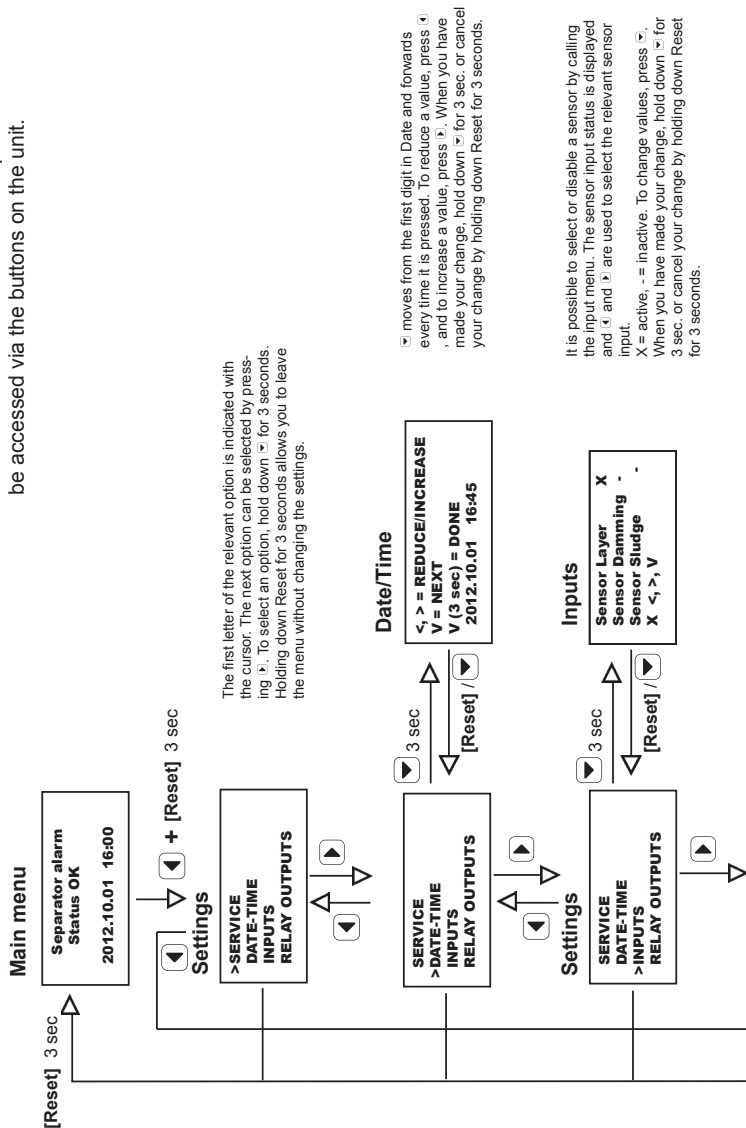 be accessed via the buttons on the unit.
Main menu
[Reset] 3 sec
Separator alarm
Status OK
2012.10.01 16:00
◀ + [Reset] 3 sec
◀
Settings
>SERVICE
DATE-TIME
INPUTS
RELAY OUTPUTS
The first letter of the relevant option is indicated with
the cursor. The next option can be selected by press-
ing ▶. To select an option, hold down ▼ for 3 seconds.
Holding down Reset for 3 seconds allows you to leave
the menu without changing the settings.
◀
▶
SERVICE
>DATE-TIME
INPUTS
RELAY OUTPUTS
▼ 3 sec
[Reset] / ▼
Date/Time
<, > = REDUCE/INCREASE
V = NEXT
V (3 sec) = DONE
2012.10.01 16:45
▼ moves from the first digit in Date and forwards
every time it is pressed. To reduce a value, press ◀
, and to increase a value, press ▶. When you have
made your change, hold down ▼ for 3 sec. or cancel
your change by holding down Reset for 3 seconds.
◀
▶
Settings
SERVICE
DATE-TIME
>INPUTS
RELAY OUTPUTS
▼ 3 sec
[Reset] / ▼
Inputs
Sensor Layer X
Sensor Damming -
Sensor Sludge -
X <, >, V
It is possible to select or disable a sensor by calling
the input menu. The sensor input status is displayed
and ◀ and ▶ are used to select the relevant sensor
input.
X = active, - = inactive. To change values, press ▼.
When you have made your change, hold down ▼ for
3 sec. or cancel your change by holding down Reset
for 3 seconds.
▶